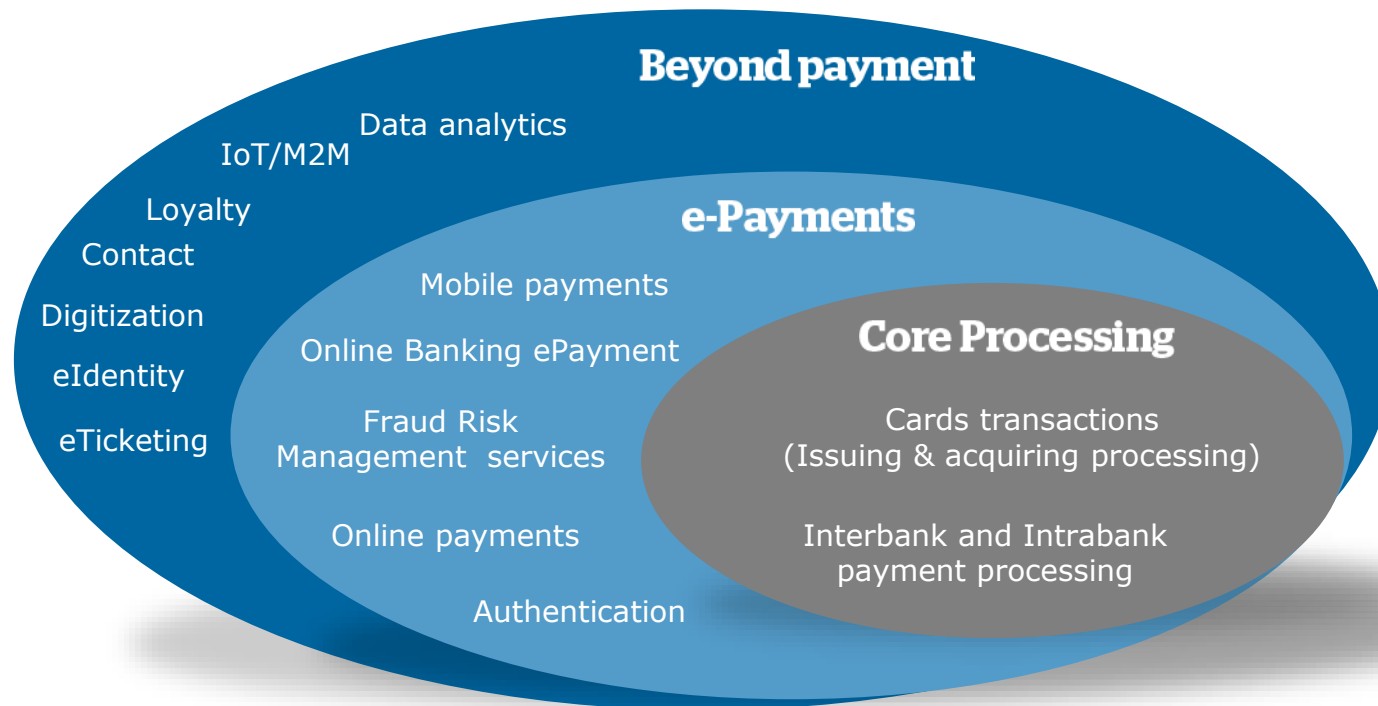 Beyond payment
Data analytics
IoT/M2M
Loyalty
Contact
Digitization
eIdentity
eTicketing
e-Payments
Mobile payments
Online Banking ePayment
Fraud Risk
Management services
Online payments
Authentication
Core Processing
Cards transactions
(Issuing & acquiring processing)
Interbank and Intrabank
payment processing